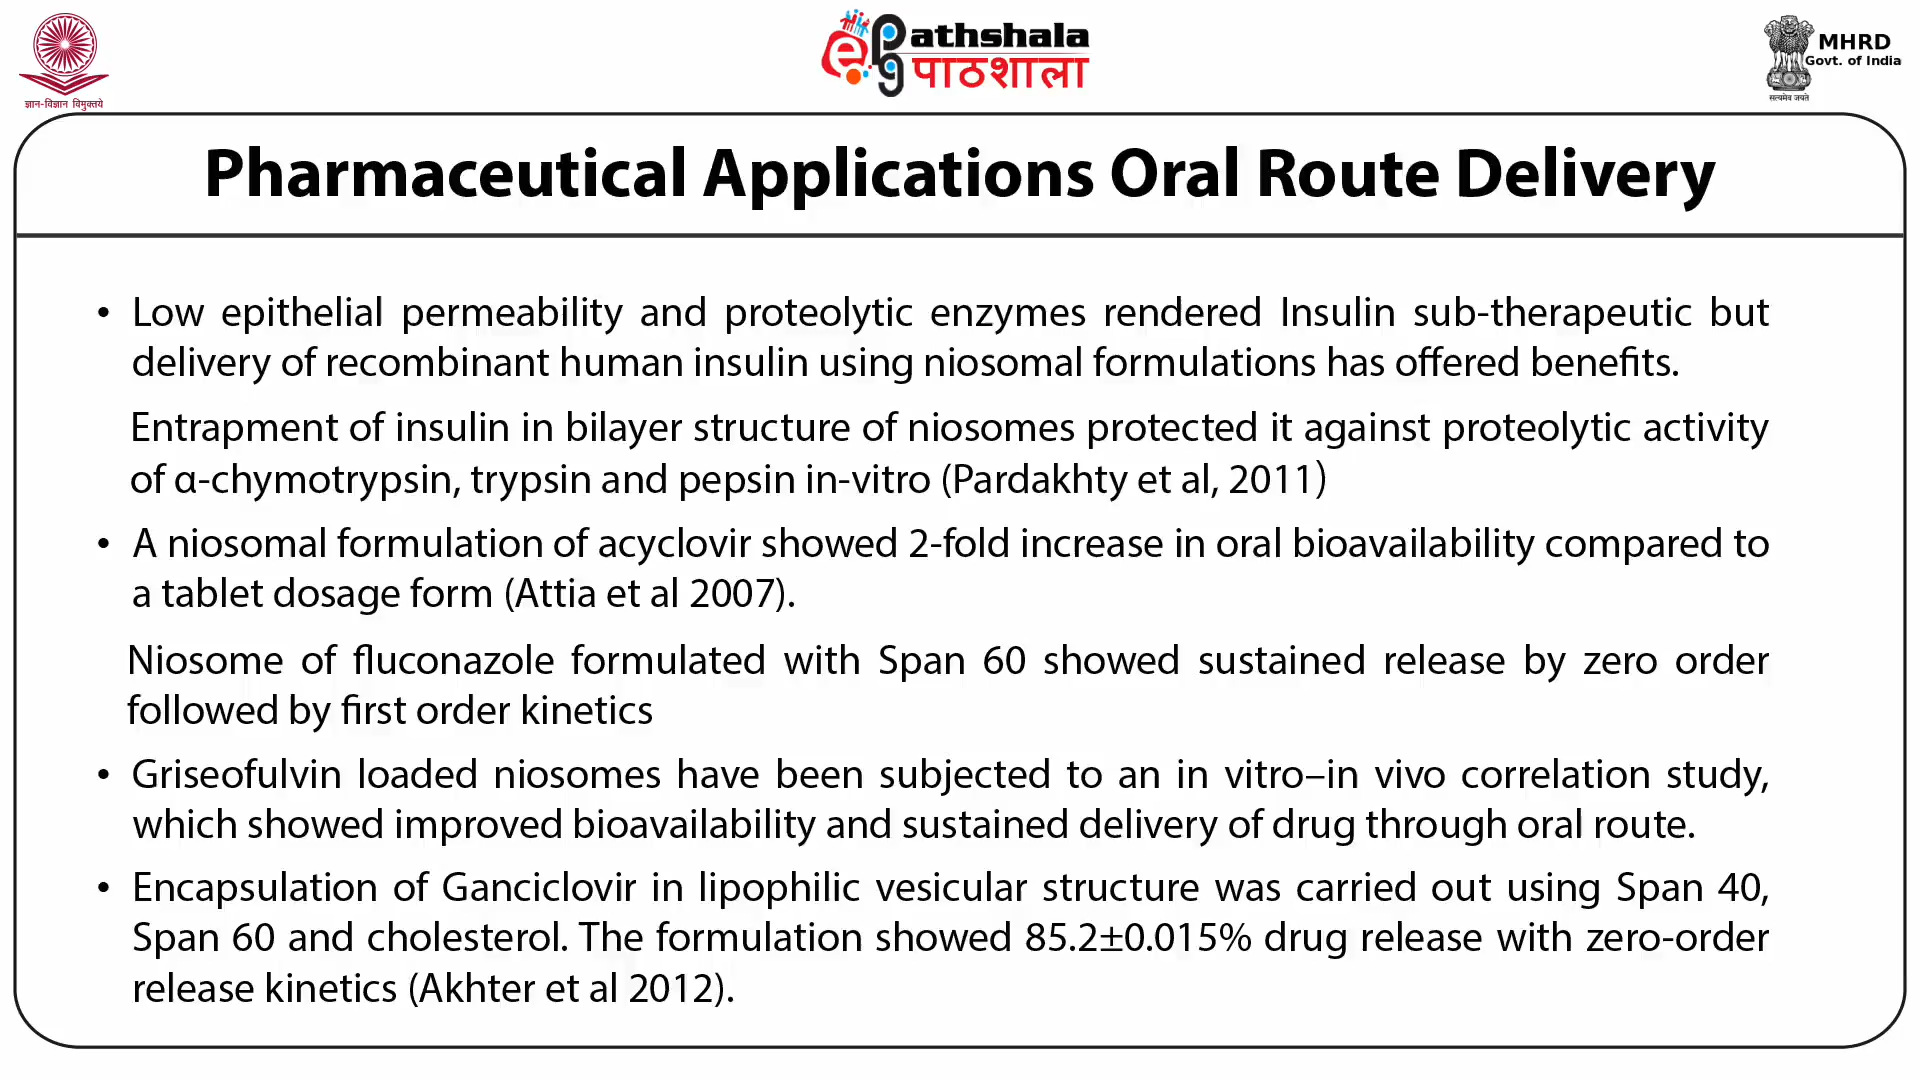 ज्ञान-विज्ञान विमुक्तये
ePg athshala
पाठशाला
MHRD
Govt. of India
सत्यमेव जयते
Pharmaceutical Applications Oral Route Delivery
• Low epithelial permeability and proteolytic enzymes rendered Insulin sub-therapeutic but
delivery of recombinant human insulin using niosomal formulations has offered benefits.
Entrapment of insulin in bilayer structure of niosomes protected it against proteolytic activity
of α-chymotrypsin, trypsin and pepsin in-vitro (Pardakhty et al, 2011)
• A niosomal formulation of acyclovir showed 2-fold increase in oral bioavailability compared to
a tablet dosage form (Attia et al 2007).
Niosome of fluconazole formulated with Span 60 showed sustained release by zero order
followed by first order kinetics
• Griseofulvin loaded niosomes have been subjected to an in vitro–in vivo correlation study,
which showed improved bioavailability and sustained delivery of drug through oral route.
• Encapsulation of Ganciclovir in lipophilic vesicular structure was carried out using Span 40,
Span 60 and cholesterol. The formulation showed 85.2±0.015% drug release with zero-order
release kinetics (Akhter et al 2012).